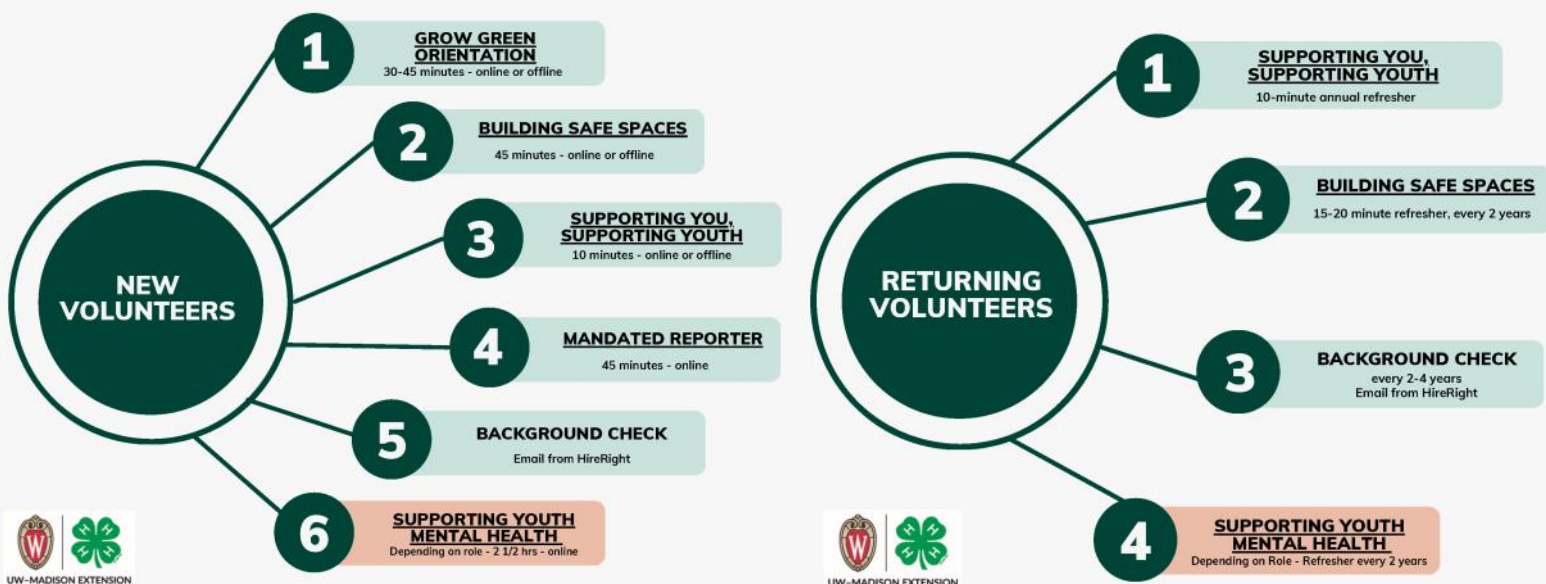 NEW
VOLUNTEERS
1
GROW GREEN
ORIENTATION
30-45 minutes - online or offline
2
BUILDING SAFE SPACES
45 minutes - online or offline
3
SUPPORTING YOU,
SUPPORTING YOUTH
10 minutes - online or offline
4
MANDATED REPORTER
45 minutes - online
5
BACKGROUND CHECK
Email from HireRight
6
SUPPORTING YOUTH
MENTAL HEALTH
Depending on role - 2 1/2 hrs - online
W
H H H H
UW-MADISON EXTENSION
RETURNING
VOLUNTEERS
1
SUPPORTING YOU,
SUPPORTING YOUTH
10-minute annual refresher
2
BUILDING SAFE SPACES
15-20 minute refresher, every 2 years
3
BACKGROUND CHECK
every 2-4 years
Email from HireRight
4
SUPPORTING YOUTH
MENTAL HEALTH
Depending on Role - Refresher every 2 years
W
H H H H
UW-MADISON EXTENSION